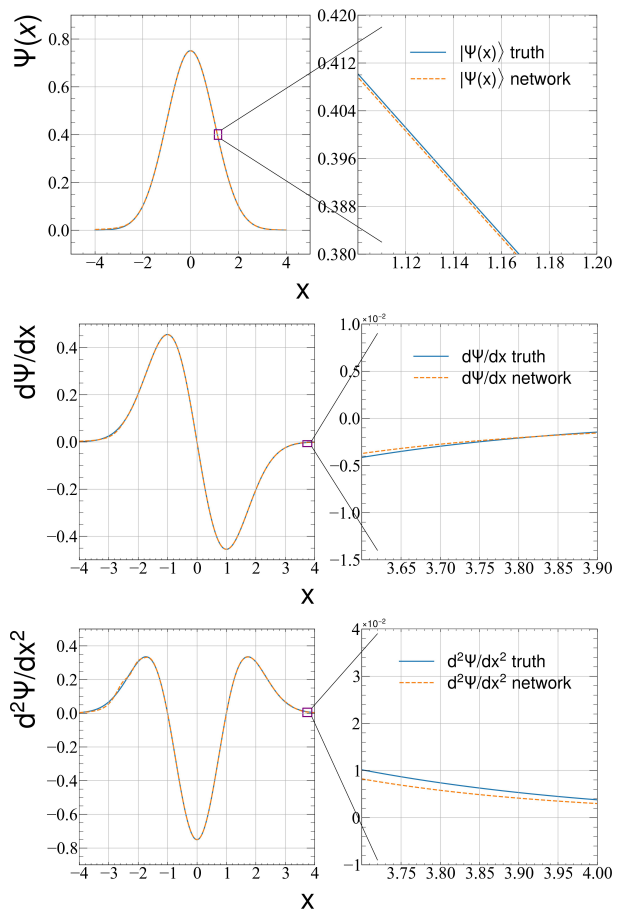 Ψ(x)
0.8
0.6
0.4
0.2
0.0
−4 −2 0 2 4
x
0.420
0.412
0.404
0.396
0.388
0.380
1.12 1.14 1.16 1.18 1.20
|Ψ(x)⟩ truth
|Ψ(x)⟩ network
dΨ/dx
0.4
0.2
0.0
−0.2
−0.4
−4 −3 −2 −1 0 1 2 3 4
x
×10⁻²
1.0
0.5
0.0
−0.5
−1.0
−1.5
3.65 3.70 3.75 3.80 3.85 3.90
dΨ/dx truth
dΨ/dx network
d²Ψ/dx²
0.4
0.2
0.0
−0.2
−0.4
−0.6
−0.8
−4 −3 −2 −1 0 1 2 3 4
x
×10⁻²
4
3
2
1
0
−1
3.75 3.80 3.85 3.90 3.95 4.00
d²Ψ/dx² truth
d²Ψ/dx² network